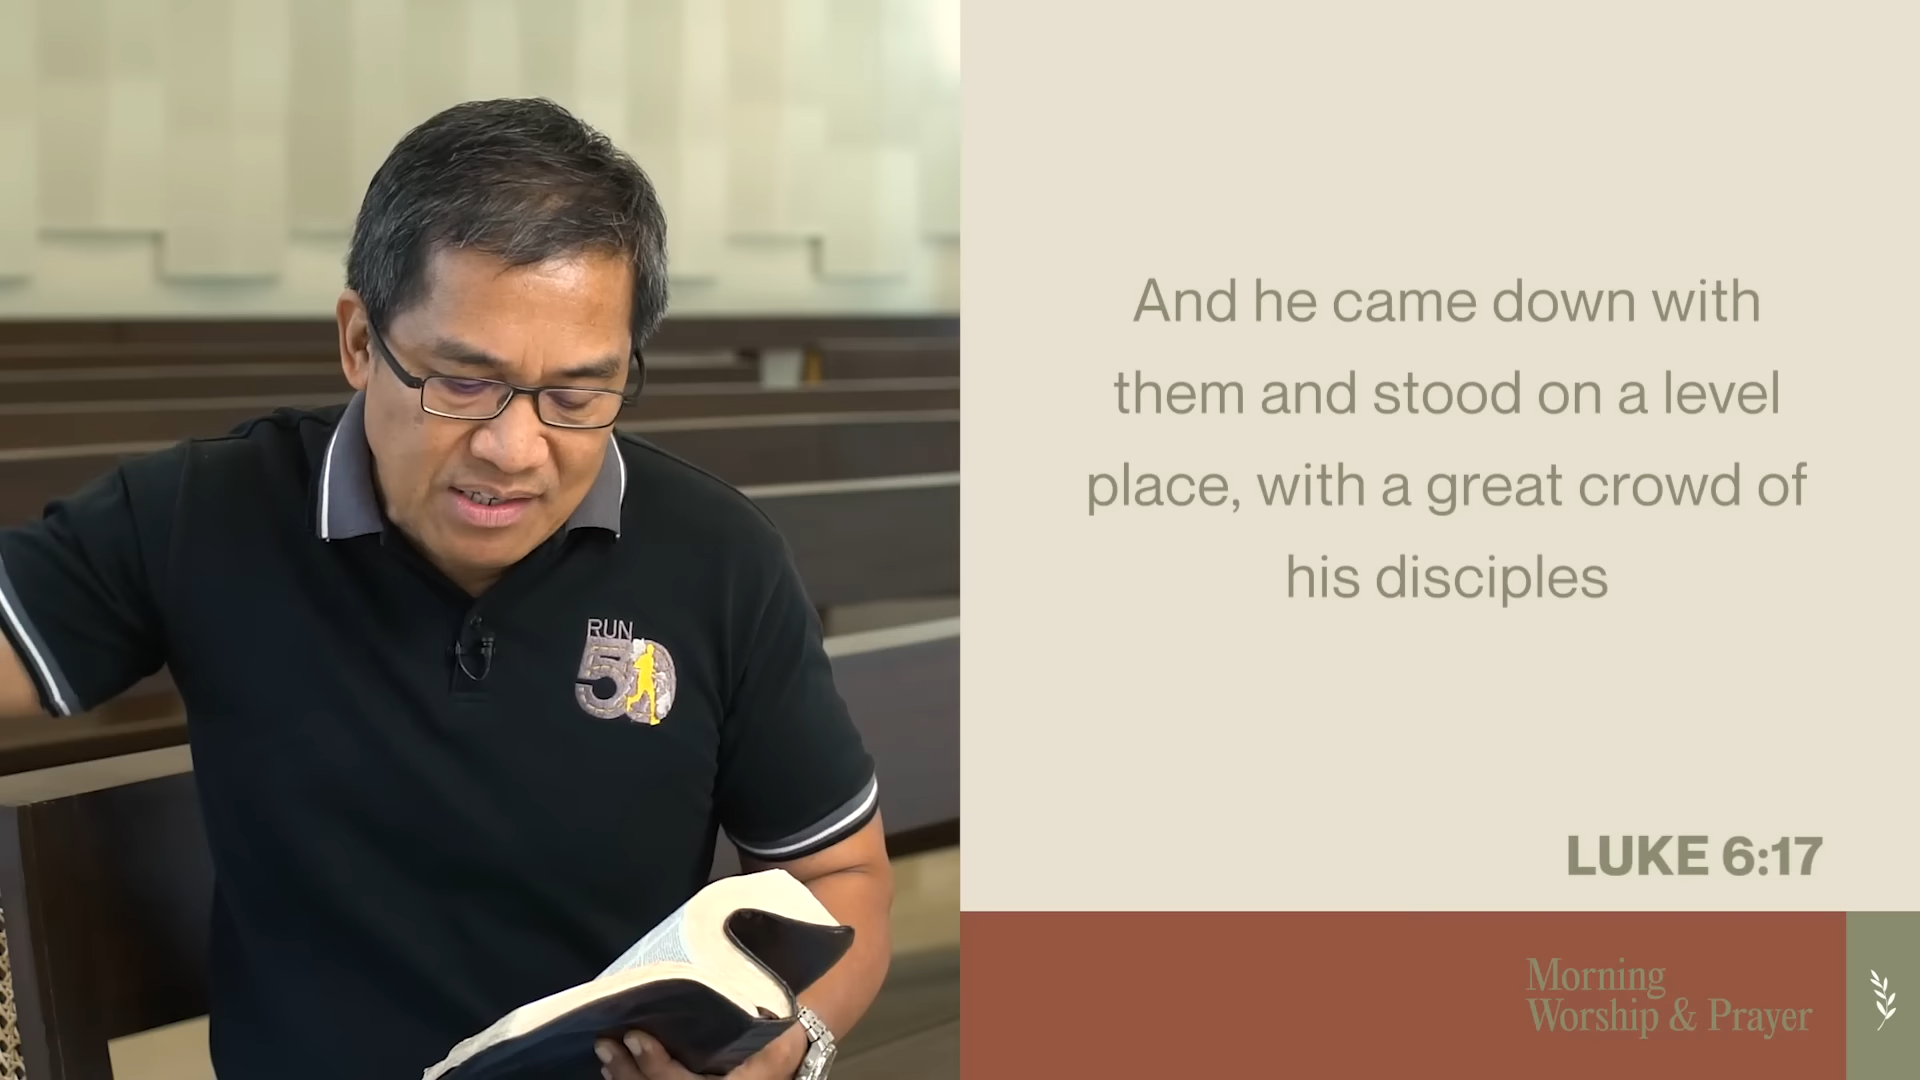 RUN
50
And he came down with
them and stood on a level
place, with a great crowd of
his disciples
LUKE 6:17
Morning
Worship & Prayer